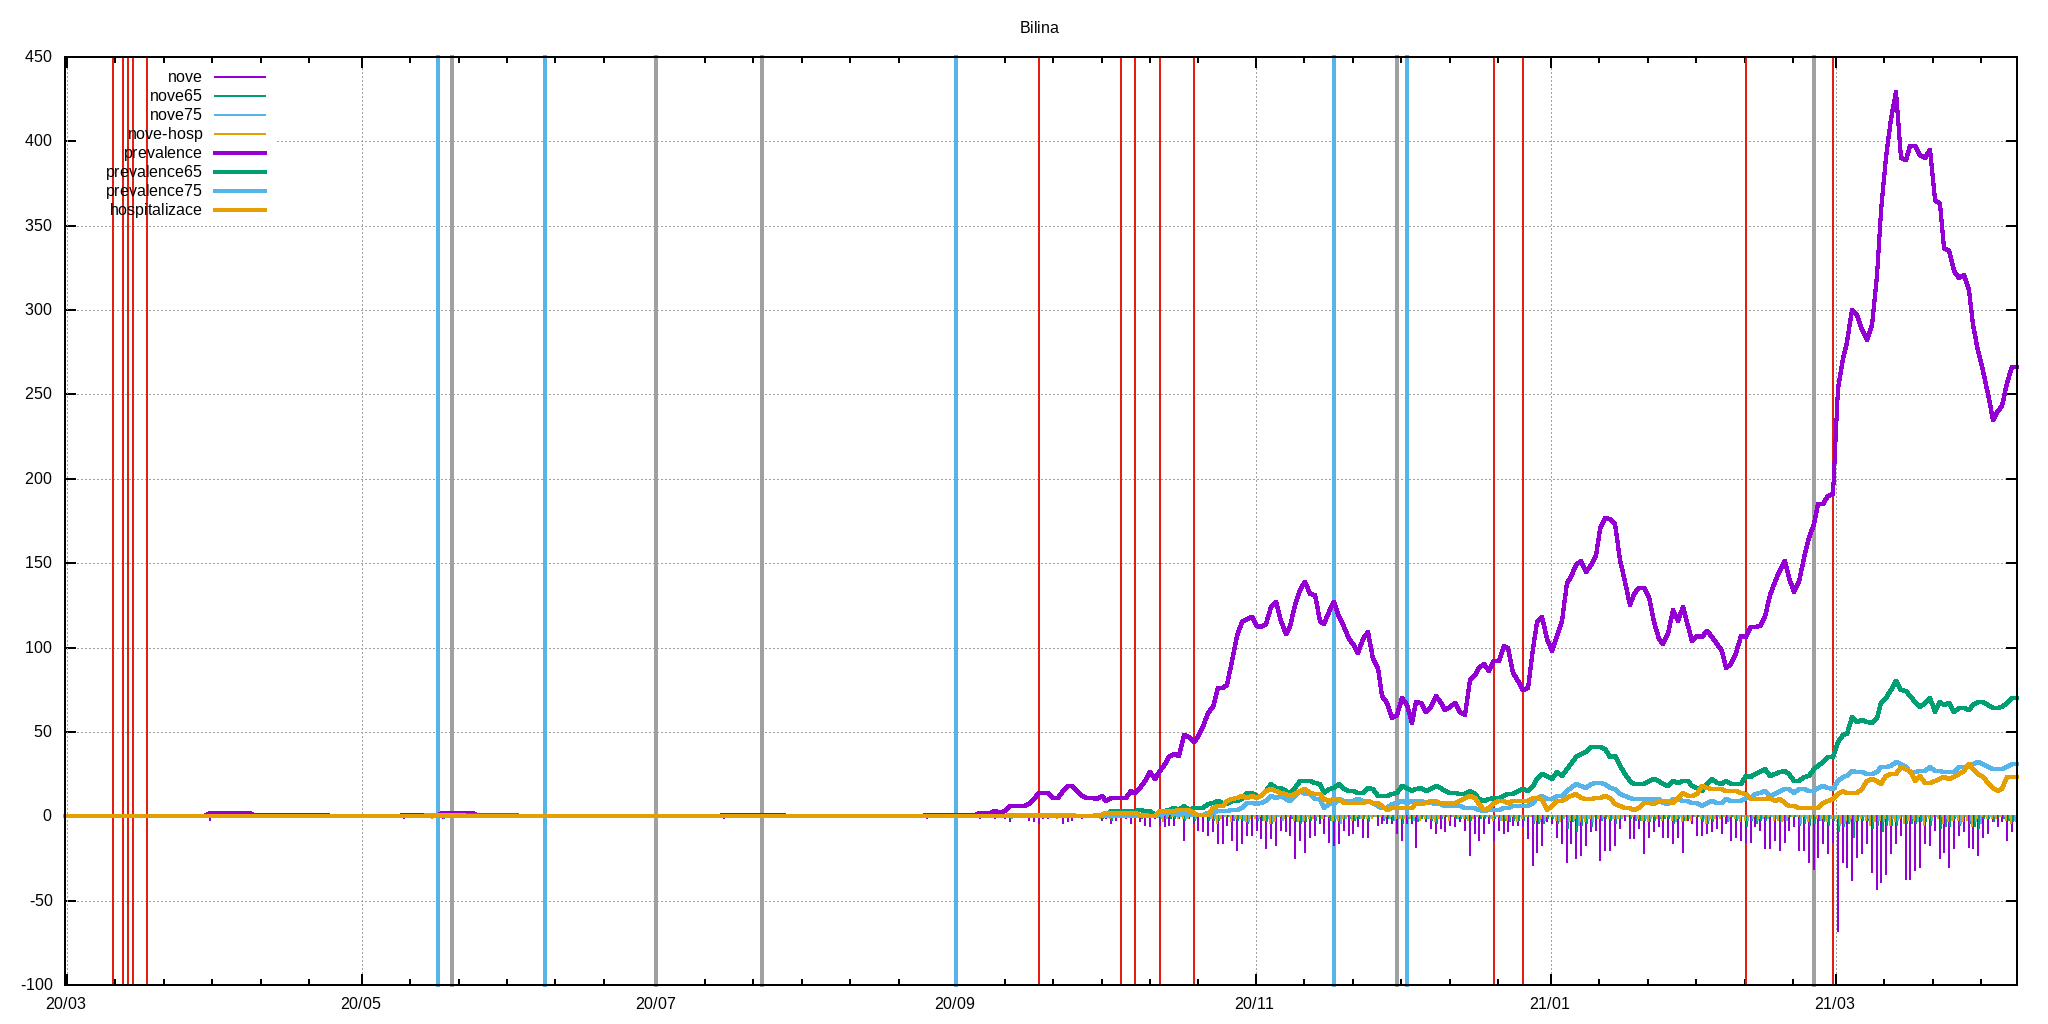 Bilina
450
400
350
300
250
200
150
100
50
0
-50
-100
nove
nove65
nove75
nove-hosp
prevalence
prevalence65
prevalence75
hospitalizace
20/03 20/05 20/07 20/09 20/11 21/01 21/03